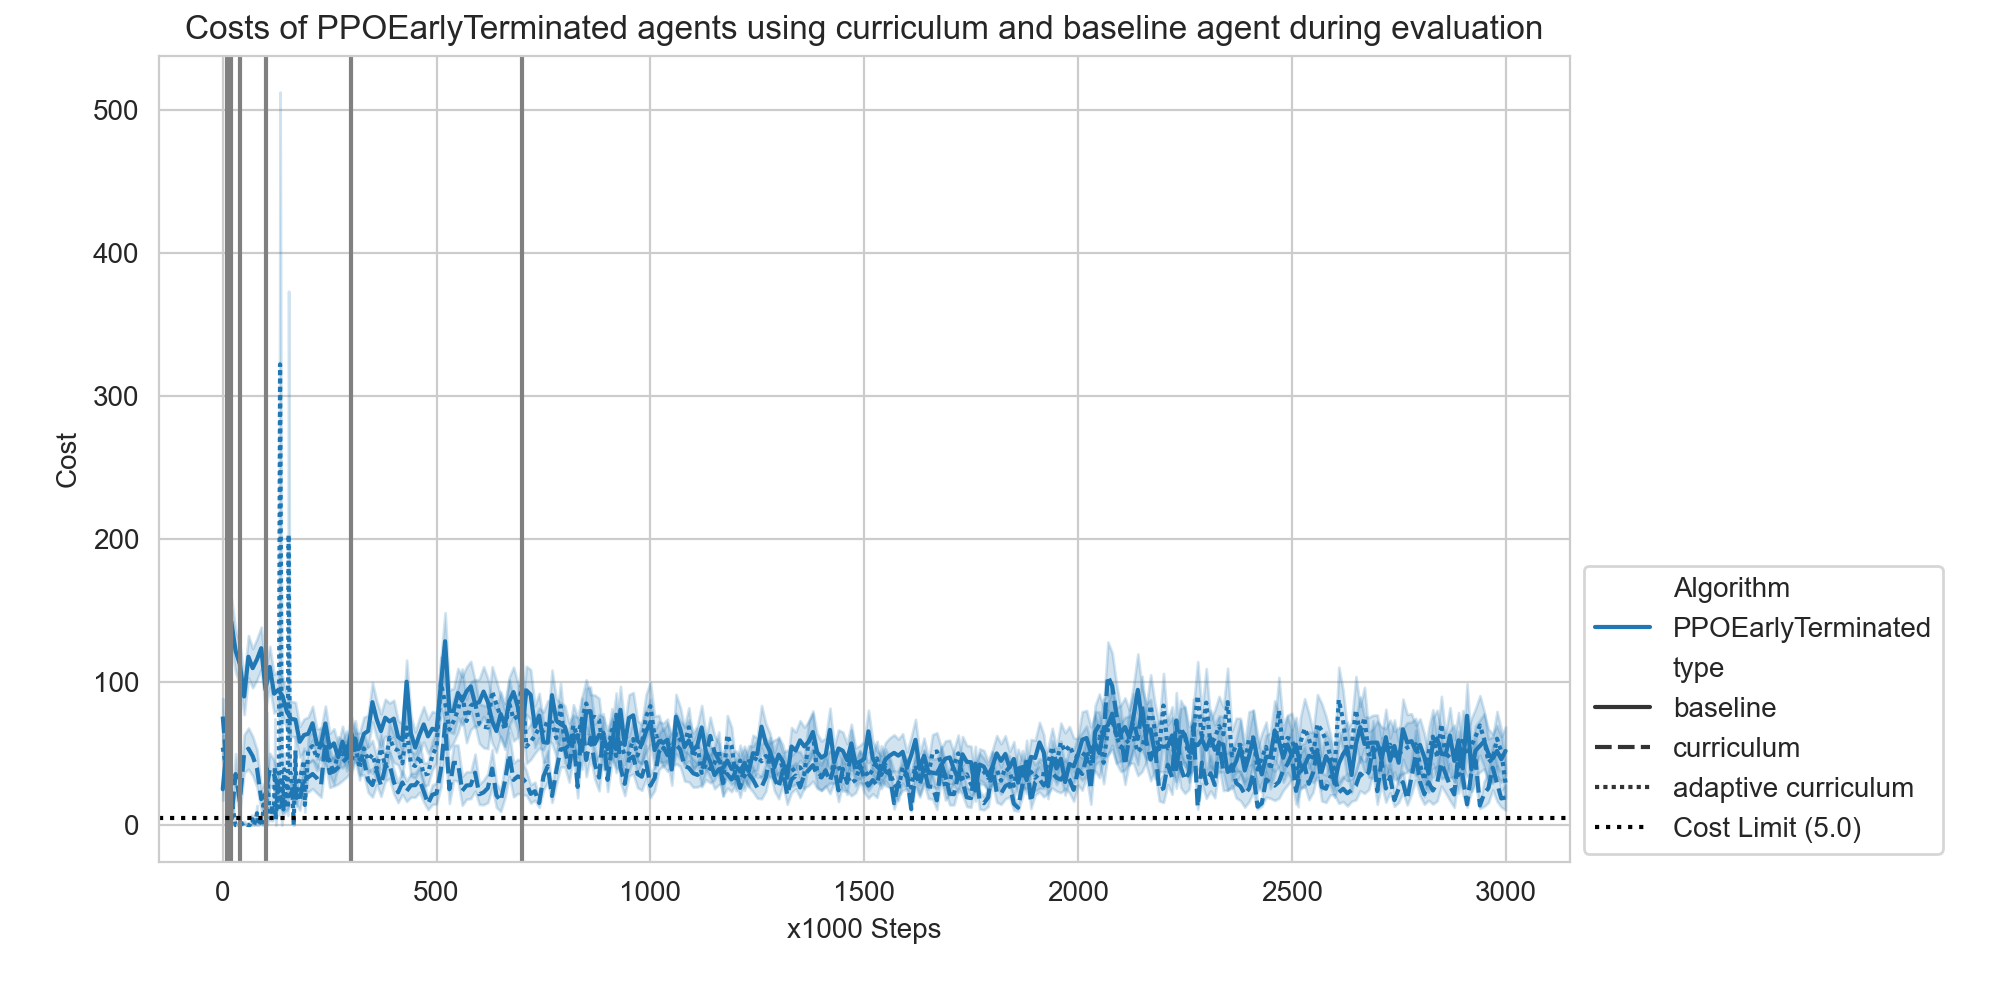 Costs of PPOEarlyTerminated agents using curriculum and baseline agent during evaluation
500
400
300
200
100
0
Cost
0 500 1000 1500 2000 2500 3000
x1000 Steps
Algorithm
PPOEarlyTerminated
type
baseline
curriculum
adaptive curriculum
Cost Limit (5.0)